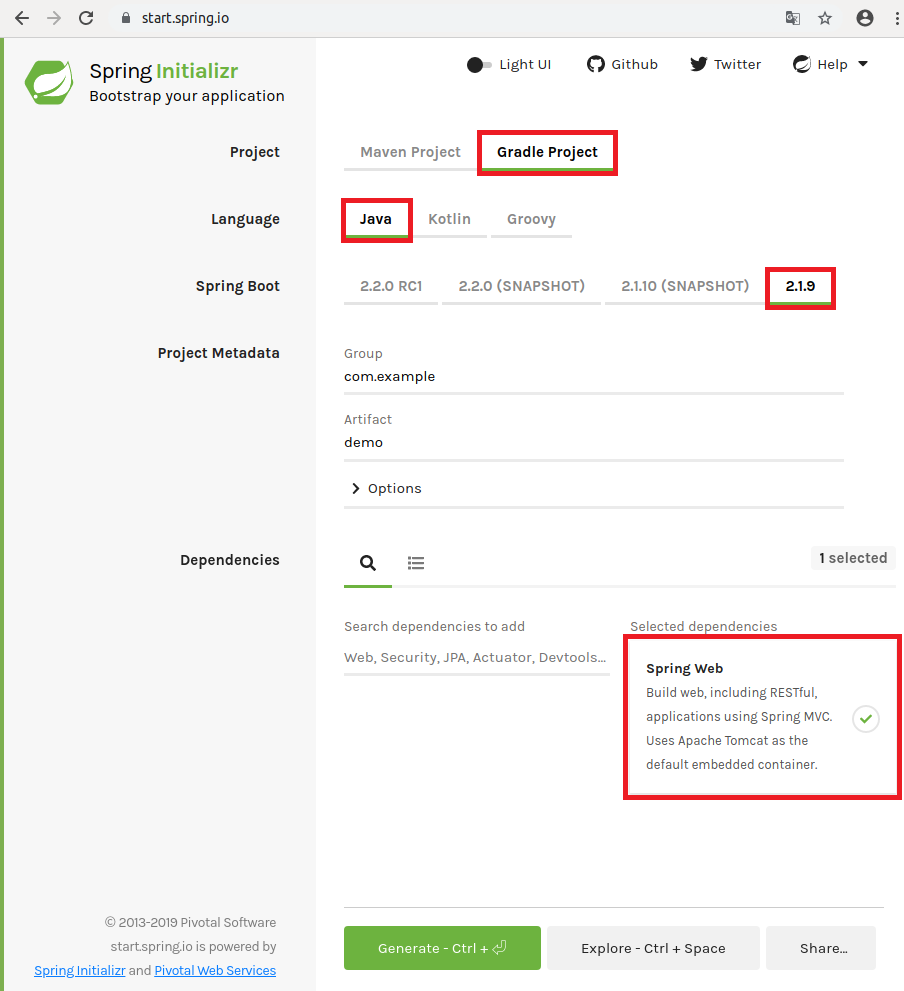 start.spring.io
Spring Initializr
Bootstrap your application
Light UI
Github
Twitter
Help
Project
Maven Project
Gradle Project
Language
Java
Kotlin
Groovy
Spring Boot
2.2.0 RC1
2.2.0 (SNAPSHOT)
2.1.10 (SNAPSHOT)
2.1.9
Project Metadata
Group
com.example
Artifact
demo
Options
Dependencies
1 selected
Search dependencies to add
Web, Security, JPA, Actuator, Devtools...
Selected dependencies
Spring Web
Build web, including RESTful,
applications using Spring MVC.
Uses Apache Tomcat as the
default embedded container.
© 2013-2019 Pivotal Software
start.spring.io is powered by
Spring Initializr and Pivotal Web Services
Generate - Ctrl + ⏎
Explore - Ctrl + Space
Share...